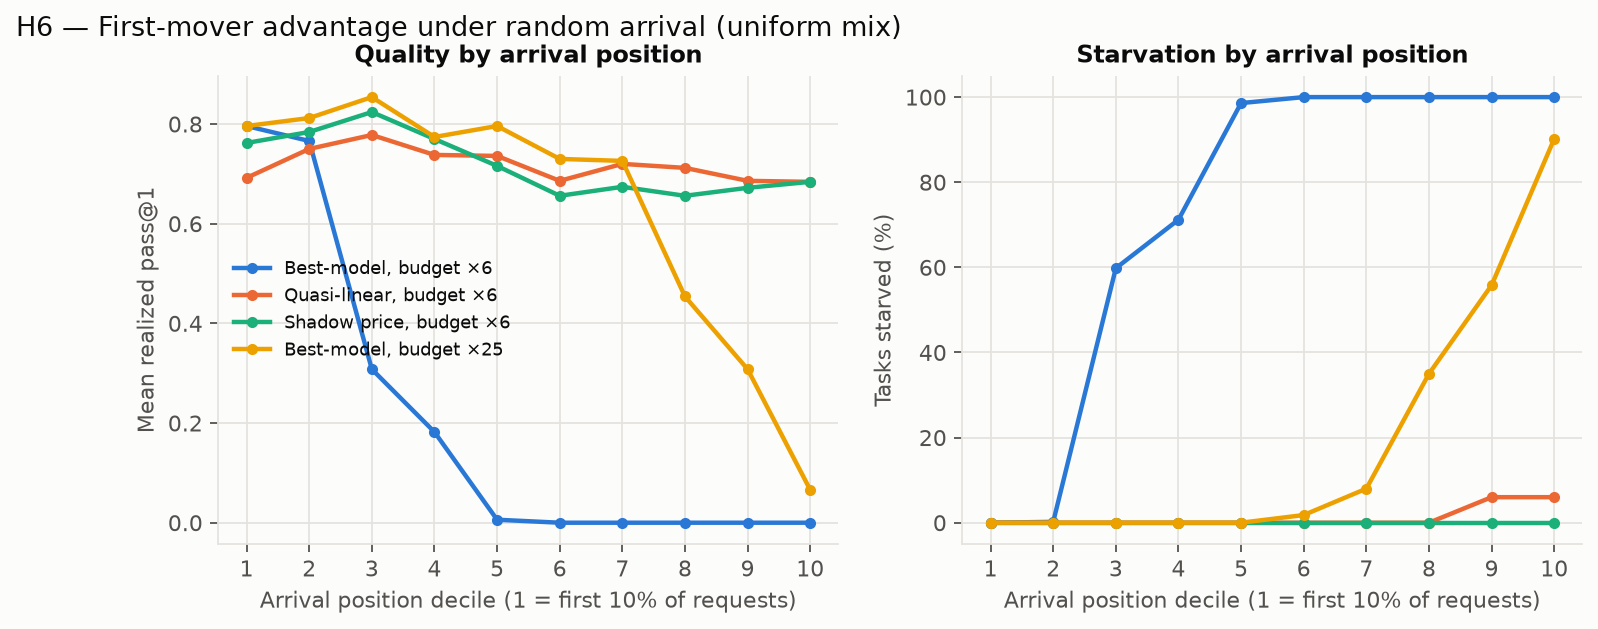 H6 — First-mover advantage under random arrival (uniform mix)
Quality by arrival position
Mean realized pass@1
0.8
0.6
0.4
0.2
0.0
Best-model, budget ×6
Quasi-linear, budget ×6
Shadow price, budget ×6
Best-model, budget ×25
1 2 3 4 5 6 7 8 9 10
Arrival position decile (1 = first 10% of requests)
Starvation by arrival position
Tasks starved (%)
100
80
60
40
20
0
1 2 3 4 5 6 7 8 9 10
Arrival position decile (1 = first 10% of requests)